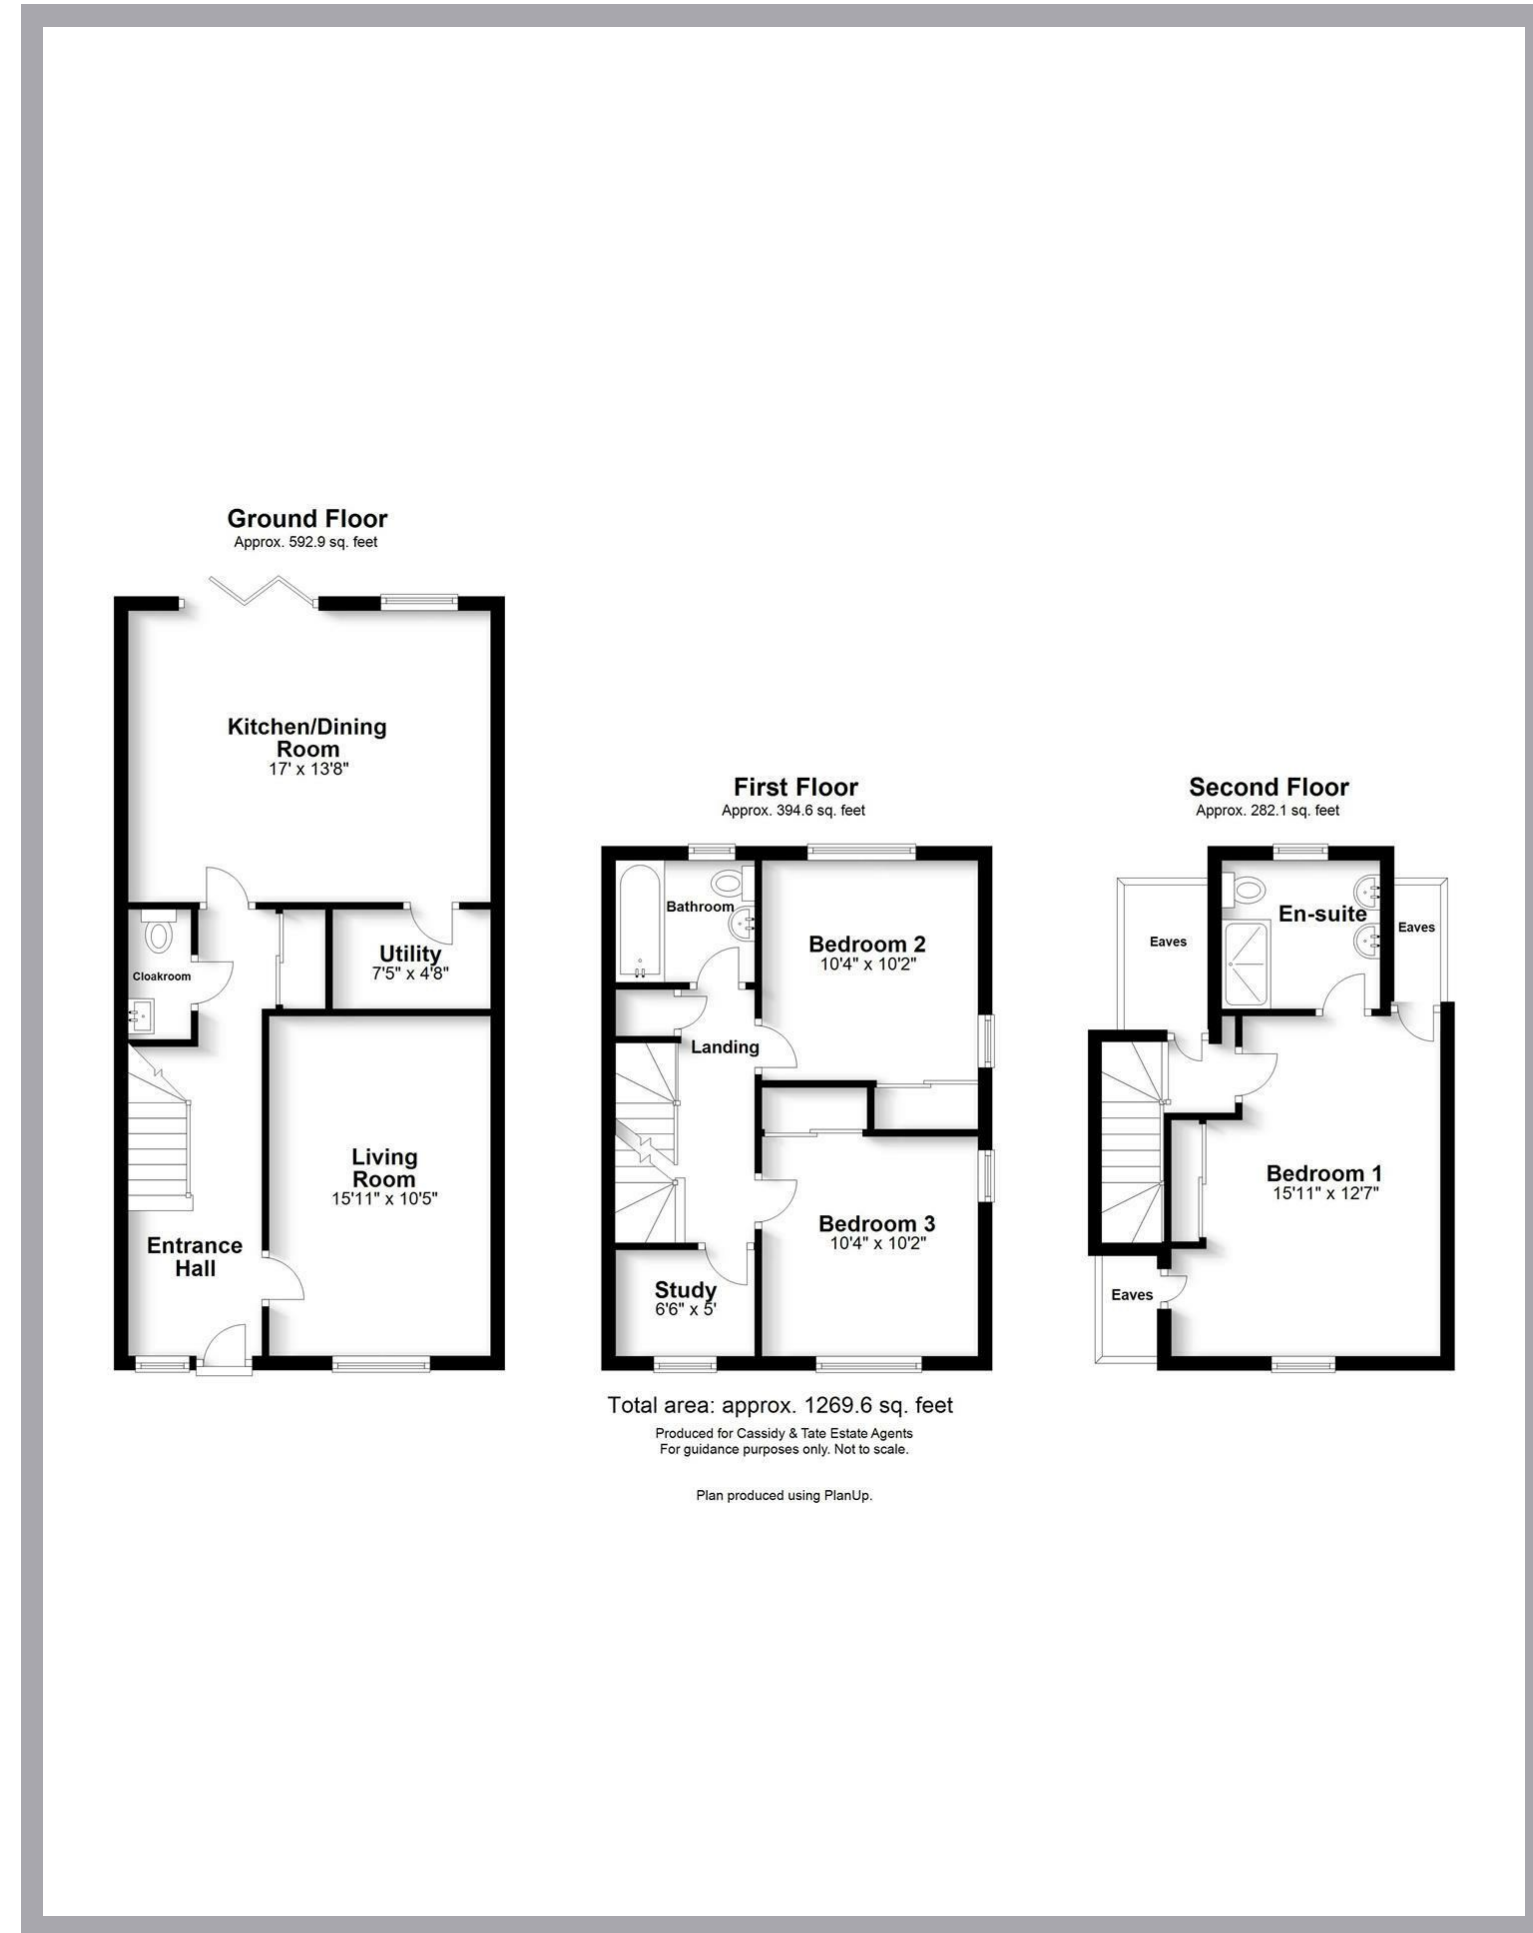 Ground Floor
Approx. 592.9 sq. feet
Kitchen/Dining
Room
17' x 13'8"
Utility
7'5" x 4'8"
Cloakroom
Living
Room
15'11" x 10'5"
Entrance
Hall
First Floor
Approx. 394.6 sq. feet
Bathroom
Bedroom 2
10'4" x 10'2"
Landing
Bedroom 3
10'4" x 10'2"
Study
6'6" x 5'
Second Floor
Approx. 282.1 sq. feet
En-suite
Eaves
Eaves
Bedroom 1
15'11" x 12'7"
Eaves
Total area: approx. 1269.6 sq. feet
Produced for Cassidy & Tate Estate Agents
For guidance purposes only. Not to scale.
Plan produced using PlanUp.